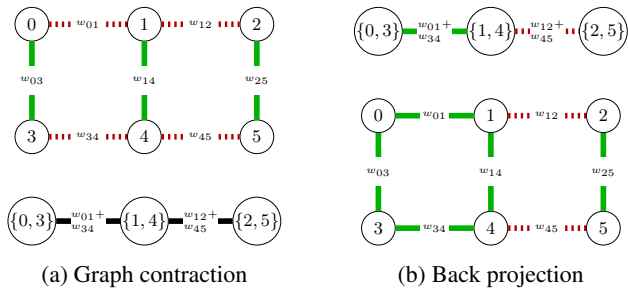 0 w₀₁ 1 w₁₂ 2
w₀₃ w₁₄ w₂₅
3 w₃₄ 4 w₄₅ 5
{0, 3} w₀₁+ {1, 4} w₁₂+ {2, 5}
w₃₄ w₄₅
(a) Graph contraction
{0, 3} w₀₁+ {1, 4} w₁₂+ {2, 5}
w₃₄ w₄₅
0 w₀₁ 1 w₁₂ 2
w₀₃ w₁₄ w₂₅
3 w₃₄ 4 w₄₅ 5
(b) Back projection